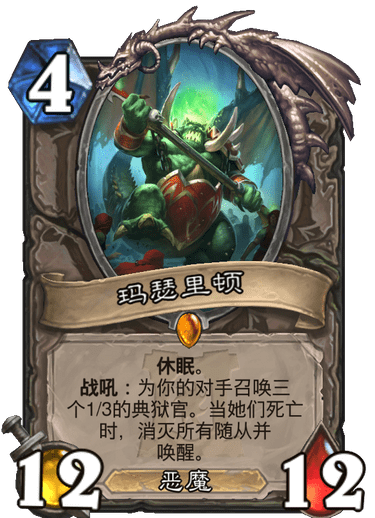 4
玛瑟里顿
休眠。
战吼：为你的对手召唤三
个1/3的典狱官。当她们死亡
时，消灭所有随从并
唤醒。
12
恶魔
12